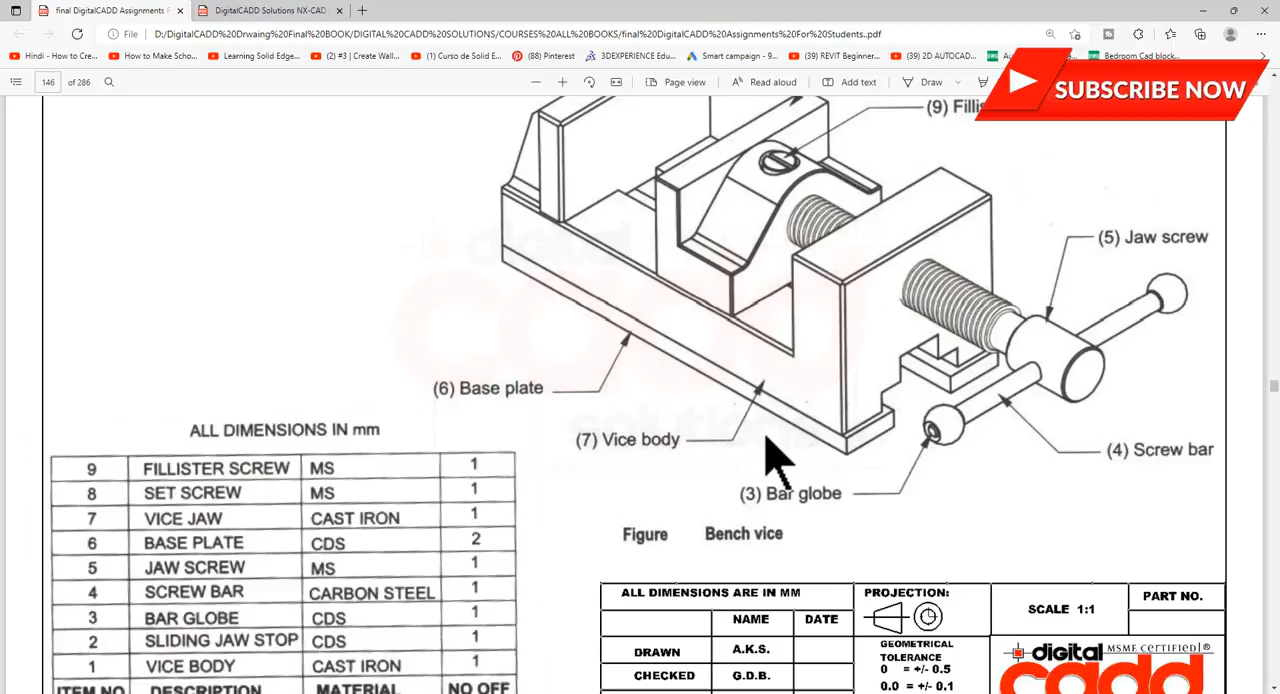 final DigitalCADD Assignments F
DigitalCADD Solutions NX-CAD
File
D:/DigitalCADD%20Drwaing%20Final%20BOOK/DIGITAL%20CADD%20SOLUTIONS/COURSES%20ALL%20BOOKS/final%20DigitalCADD%20Assignments%20For%20Students..pdf
Hindi - How to Make Scho...
Learning Solid Edge...
(2) #3 | Create Wall...
(1) Curs de Solid E...
(88) Pinterest
3DEXPERIENCE Educ...
Smart campaign - 9...
(39) REVIT Beginner...
(39) 2D AUTOCAD...
Bedroom Cad block...
146 of 286
Page view
Read aloud
Add text
Draw
SUBSCRIBE NOW
(9) Fillis
(5) Jaw screw
(6) Base plate
(7) Vice body
(4) Screw bar
(3) Bar globe
Figure Bench vice
digital
cadd
solutions
ALL DIMENSIONS IN mm
9 FILLISTER SCREW MS 1
8 SET SCREW MS 1
7 VICE JAW CAST IRON 1
6 BASE PLATE CDS 2
5 JAW SCREW MS 1
4 SCREW BAR CARBON STEEL 1
3 BAR GLOBE CDS 1
2 SLIDING JAW STOP CDS 1
1 VICE BODY CAST IRON 1
ITEM NO DESCRIPTION MATERIAL NO OFF
ALL DIMENSIONS ARE IN MM
NAME DATE
DRAWN A.K.S.
CHECKED G.D.B.
PROJECTION:
GEOMETRICAL
TOLERANCE
0 = +/- 0.5
0.0 = +/- 0.1
SCALE 1:1
PART NO.
digital MSME CERTIFIED!
cadd